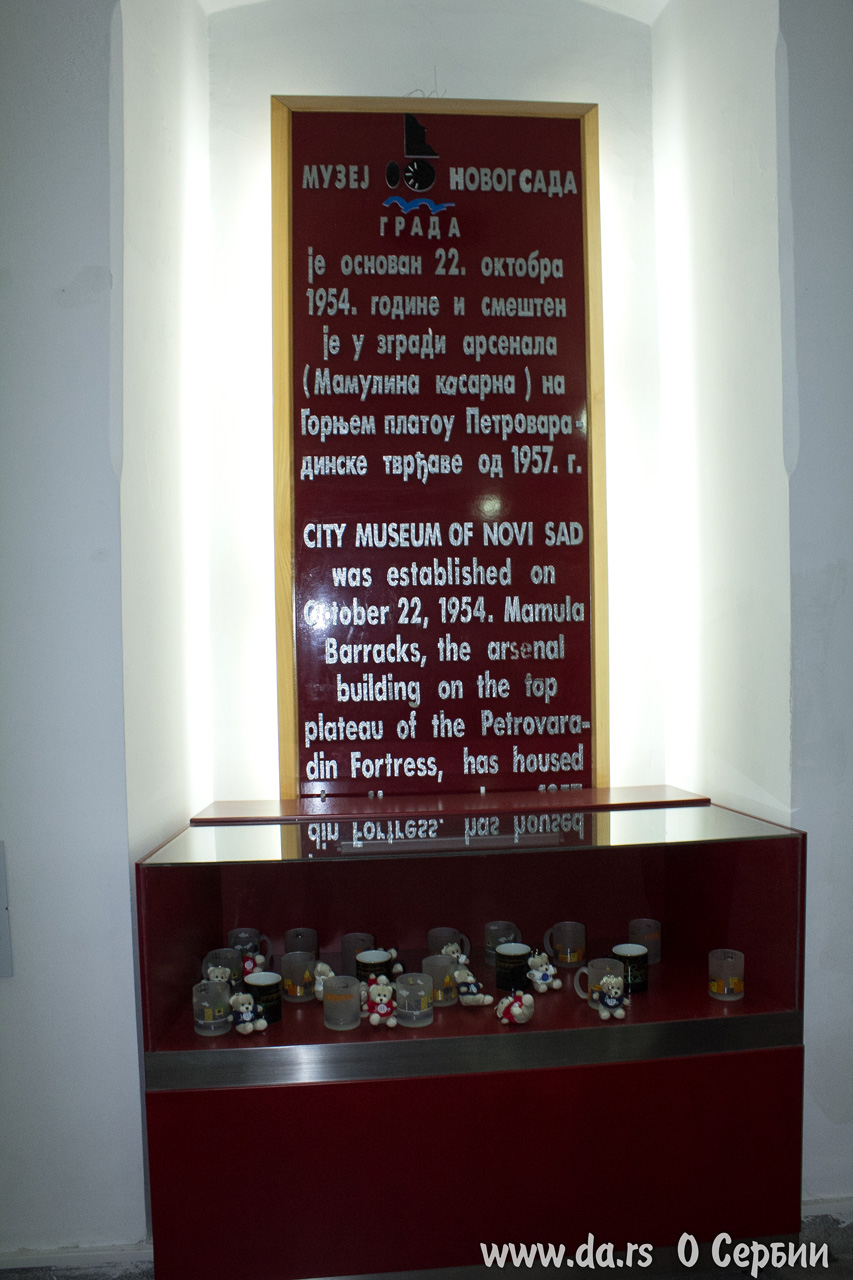 МУЗЕЈ НОВОГ САДА
ГРАДА
је основан 22. октобра
1954. године и смештен
је у згради арсенала
(Мамулина касарна) на
Горњем платоу Петровара-
динске тврђаве од 1957. г.
CITY MUSEUM OF NOVI SAD
was established on
October 22, 1954. Mamula
Barracks, the arsenal
building on the top
plateau of the Petrovara-
din Fortress, has housed
www.da.rs О Сербии